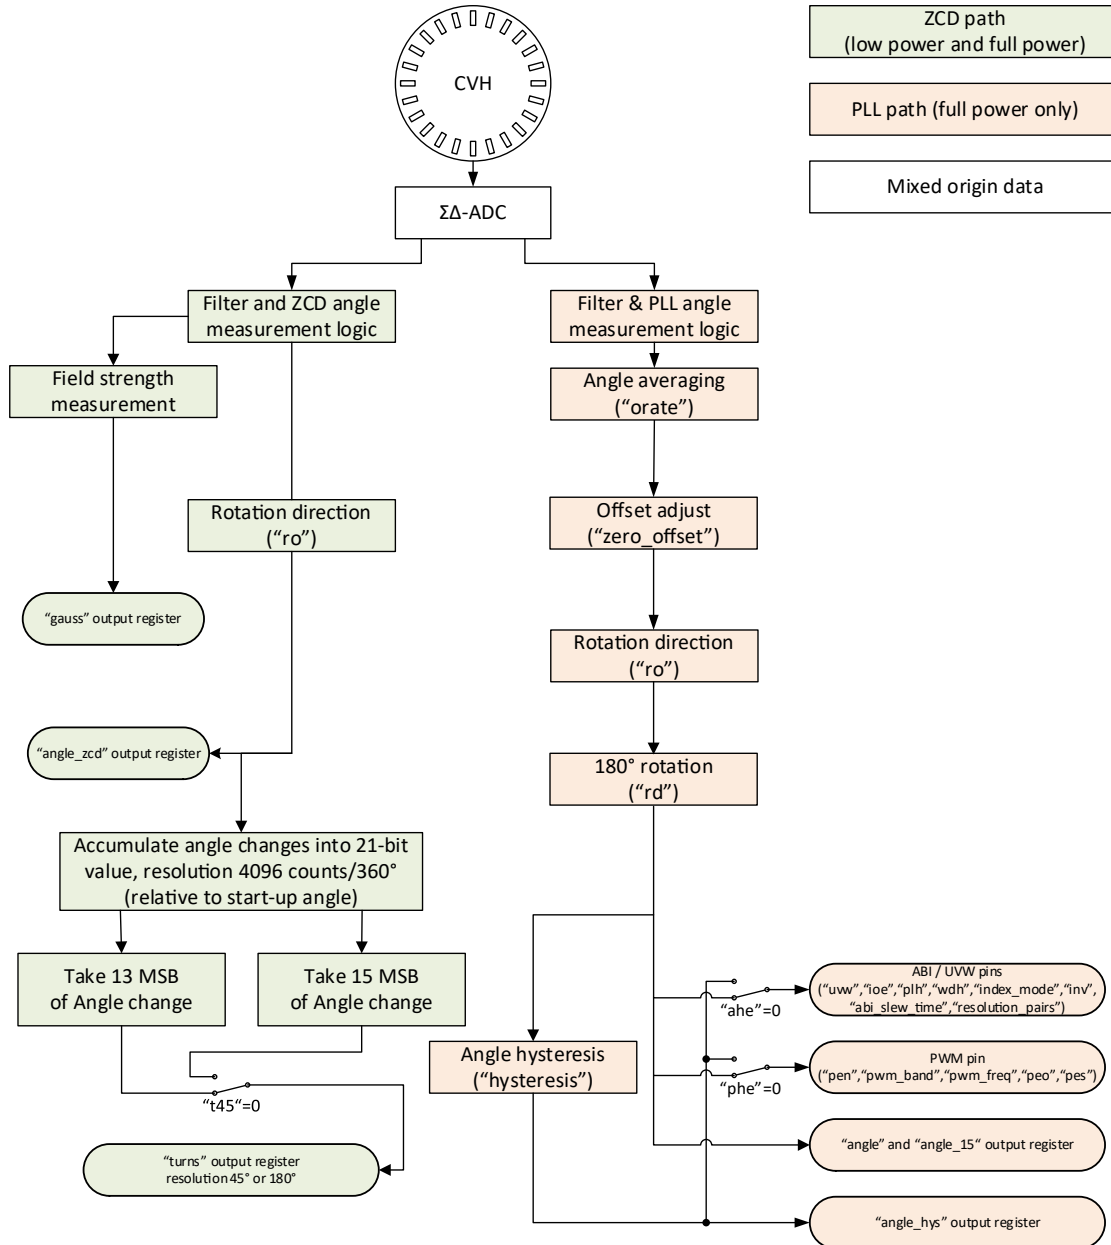 CVH
ZCD path
(low power and full power)
PLL path (full power only)
Mixed origin data
ΣΔ-ADC
Filter and ZCD angle
measurement logic
Filter & PLL angle
measurement logic
Field strength
measurement
Angle averaging
(“orate”)
Rotation direction
(“ro”)
Offset adjust
(“zero_offset”)
“gauss” output register
Rotation direction
(“ro”)
“angle_zcd” output register
180° rotation
(“rd”)
Accumulate angle changes into 21-bit
value, resolution 4096 counts/360°
(relative to start-up angle)
Take 13 MSB
of Angle change
Take 15 MSB
of Angle change
ABI / UVW pins
(“uvw”,“ioe”,“plh”,“wdh”,“index_mode”,“inv”,
“abi_slew_time”,“resolution_pairs”)
“ahe”=0
Angle hysteresis
(“hysteresis”)
PWM pin
(“pen”,“pwm_band”,“pwm_freq”,“peo”,“pes”)
“phe”=0
“t45“=0
“angle” and “angle_15“ output register
“turns” output register
resolution 45° or 180°
“angle_hys” output register